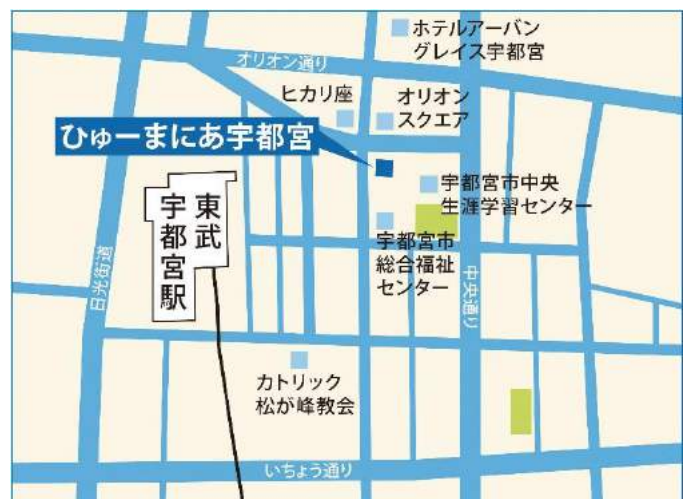 ホテルアーバン
グレイス宇都宮
オリオン通り
ヒカリ座
オリオン
スクエア
ひゅーまにあ宇都宮
宇都宮市中央
生涯学習センター
東武
宇都宮駅
宇都宮市
総合福祉
センター
日光街道
中央通り
カトリック
松が峰教会
いちょう通り